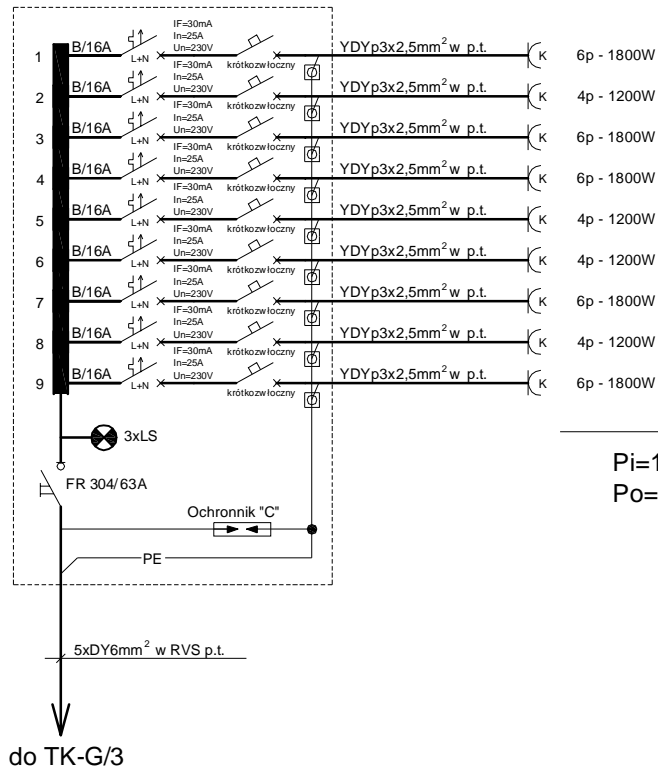 IF=30mA
In=25A
Un=230V
1 B/16A L+N krótkozwłoczny YDYp3x2,5mm² w p.t. K 6p - 1800W
IF=30mA
In=25A
Un=230V
2 B/16A L+N krótkozwłoczny YDYp3x2,5mm² w p.t. K 4p - 1200W
IF=30mA
In=25A
Un=230V
3 B/16A L+N krótkozwłoczny YDYp3x2,5mm² w p.t. K 6p - 1800W
IF=30mA
In=25A
Un=230V
4 B/16A L+N krótkozwłoczny YDYp3x2,5mm² w p.t. K 6p - 1800W
IF=30mA
In=25A
Un=230V
5 B/16A L+N krótkozwłoczny YDYp3x2,5mm² w p.t. K 4p - 1200W
IF=30mA
In=25A
Un=230V
6 B/16A L+N krótkozwłoczny YDYp3x2,5mm² w p.t. K 4p - 1200W
IF=30mA
In=25A
Un=230V
7 B/16A L+N krótkozwłoczny YDYp3x2,5mm² w p.t. K 6p - 1800W
IF=30mA
In=25A
Un=230V
8 B/16A L+N krótkozwłoczny YDYp3x2,5mm² w p.t. K 4p - 1200W
IF=30mA
In=25A
Un=230V
9 B/16A L+N krótkozwłoczny YDYp3x2,5mm² w p.t. K 6p - 1800W
3xLS
Pi=1
FR 304/63A
Po=
Ochronnik "C"
PE
5xDY6mm² w RVS p.t.
do TK-G/3